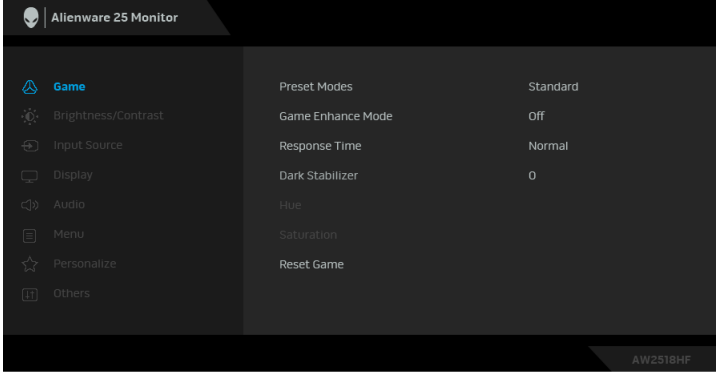 Alienware 25 Monitor
Game
Preset Modes Standard
Brightness/Contrast
Game Enhance Mode Off
Input Source
Response Time Normal
Display
Dark Stabilizer 0
Audio
Hue
Menu
Saturation
Personalize
Reset Game
Others
AW2518HF